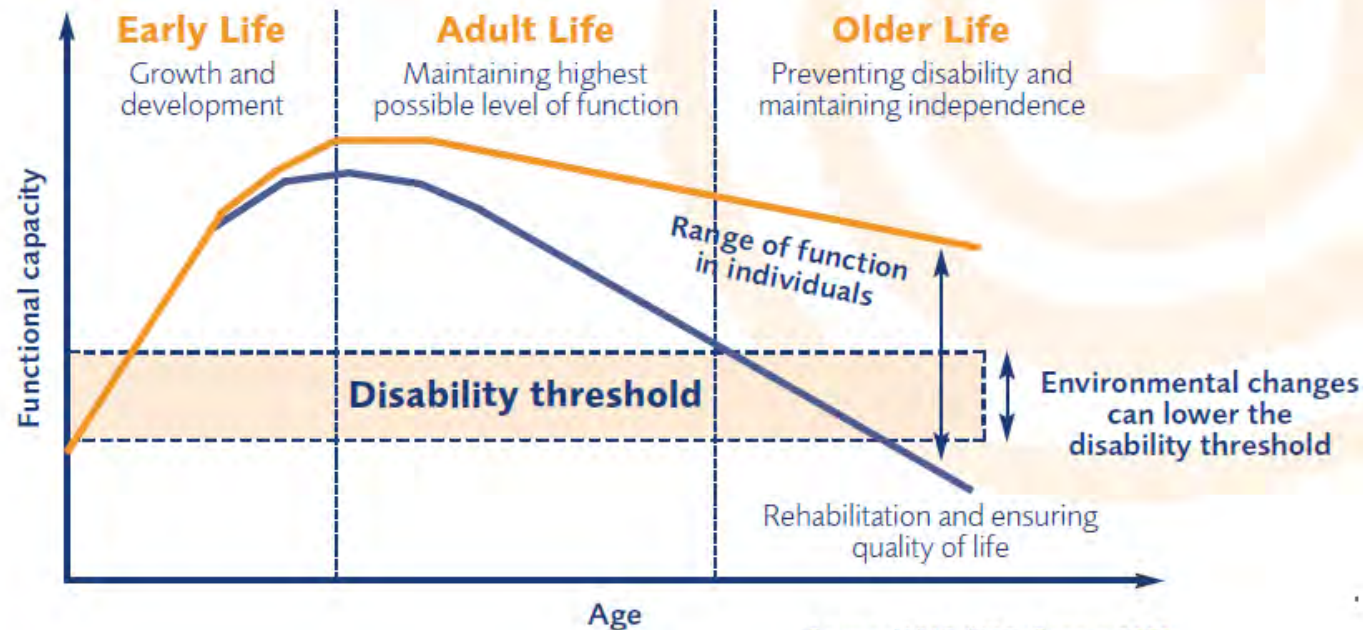 Early Life
Growth and
development
Adult Life
Maintaining highest
possible level of function
Older Life
Preventing disability and
maintaining independence
Functional capacity
Range of function
in individuals
Disability threshold
Environmental changes
can lower the
disability threshold
Rehabilitation and ensuring
quality of life
Age